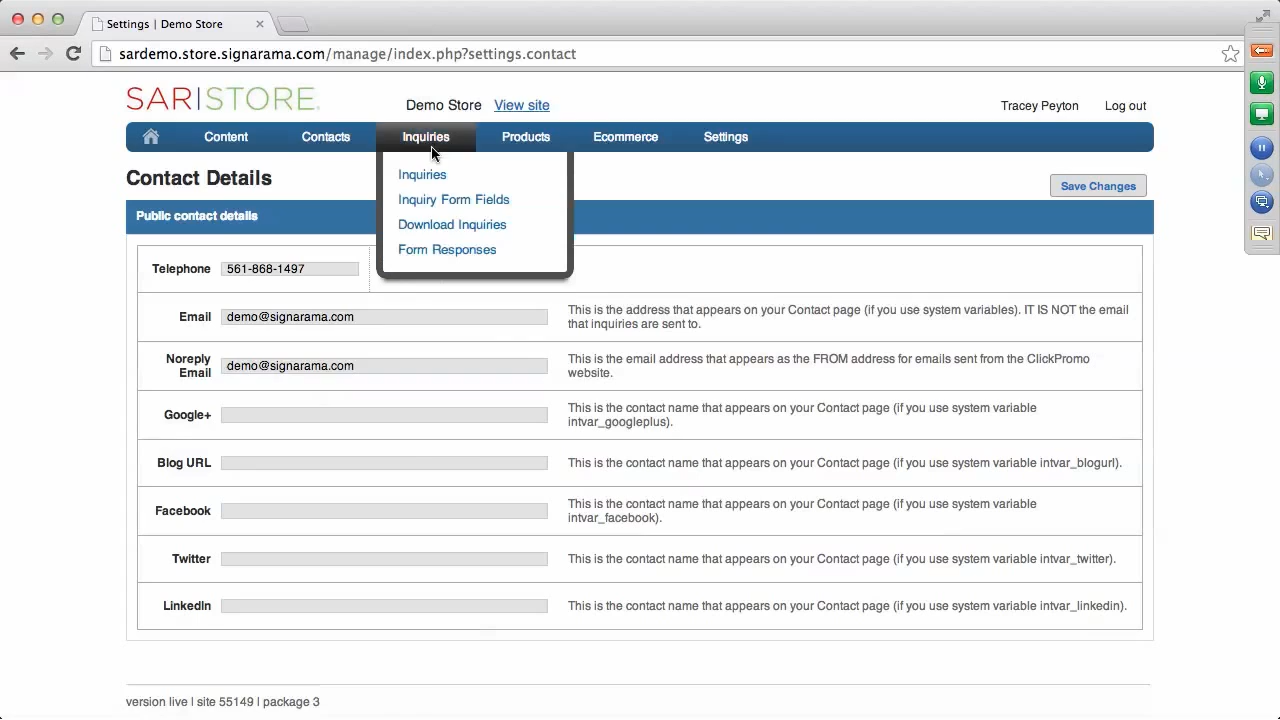 Settings | Demo Store
sardemo.store.signarama.com/manage/index.php?settings.contact
SARISTORE
Demo Store View site
Tracey Peyton Log out
Content Contacts Inquiries Products Ecommerce Settings
Inquiries
Inquiry Form Fields
Download Inquiries
Form Responses
Contact Details
Save Changes
Public contact details
Telephone 561-868-1497
Email demo@signarama.com This is the address that appears on your Contact page (if you use system variables). IT IS NOT the email
that inquiries are sent to.
Noreply
Email demo@signarama.com This is the email address that appears as the FROM address for emails sent from the ClickPromo
website.
Google+ This is the contact name that appears on your Contact page (if you use system variable
intvar_googleplus).
Blog URL This is the contact name that appears on your Contact page (if you use system variable intvar_blogurl).
Facebook This is the contact name that appears on your Contact page (if you use system variable
intvar_facebook).
Twitter This is the contact name that appears on your Contact page (if you use system variable intvar_twitter).
LinkedIn This is the contact name that appears on your Contact page (if you use system variable intvar_linkedin).
version live | site 55149 | package 3